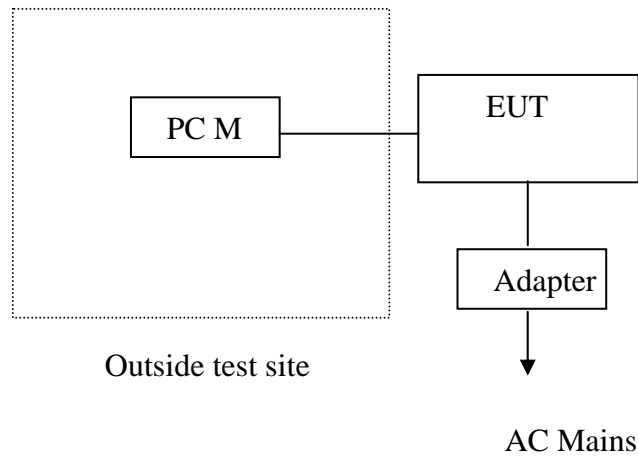 PC M
EUT
Adapter
Outside test site
AC Mains